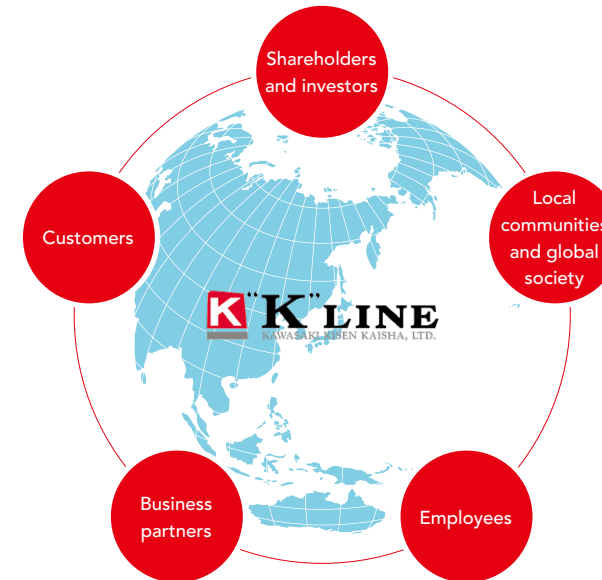 Shareholders
and investors
Customers
Local
communities
and global
society
K "K" LINE
KAWASAKI KISEN KAISHA, LTD.
Business
partners
Employees